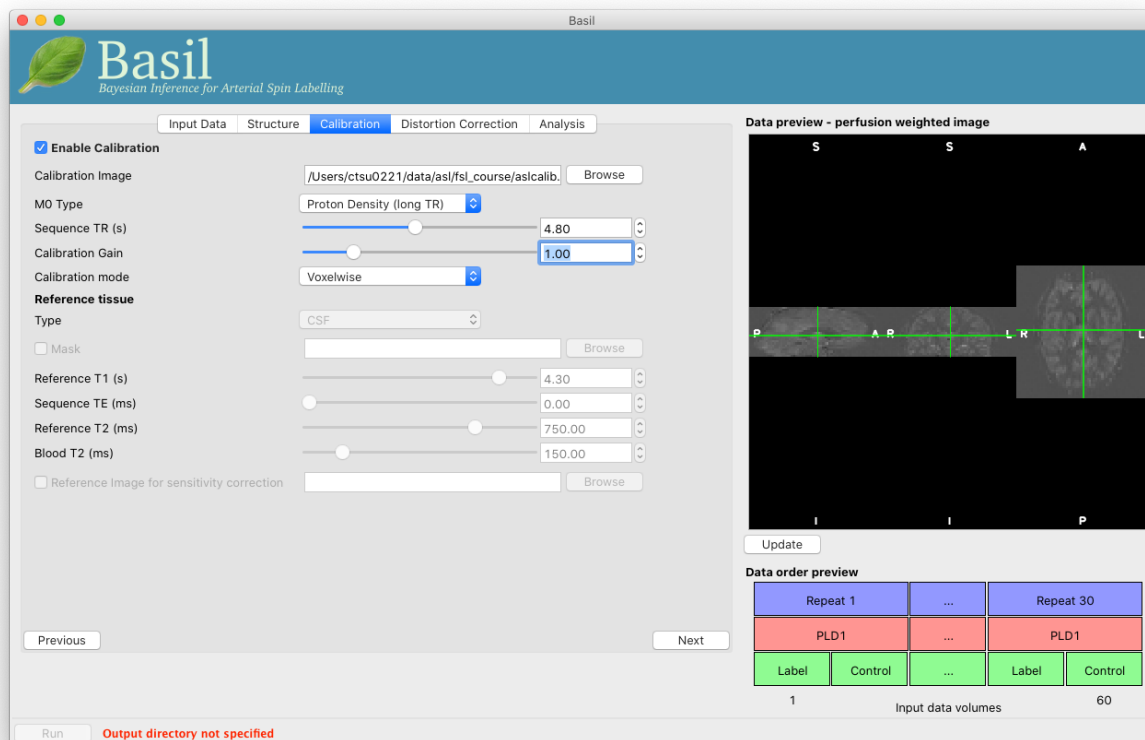 Basil
Basil
Bayesian Inference for Arterial Spin Labelling
Input Data Structure Calibration Distortion Correction Analysis
Enable Calibration
Calibration Image /Users/ctsu0221/data/asl/fsl_course/aslcalib. Browse
M0 Type Proton Density (long TR)
Sequence TR (s) 4.80
Calibration Gain 1.00
Calibration mode Voxelwise
Reference tissue
Type CSF
Mask Browse
Reference T1 (s) 4.30
Sequence TE (ms) 0.00
Reference T2 (ms) 750.00
Blood T2 (ms) 150.00
Reference Image for sensitivity correction Browse
Previous Next
Data preview - perfusion weighted image
S S A
P A R L R L
I I P
Update
Data order preview
Repeat 1 ... Repeat 30
PLD1 ... PLD1
Label Control ... Label Control
1 60
Input data volumes
Run Output directory not specified